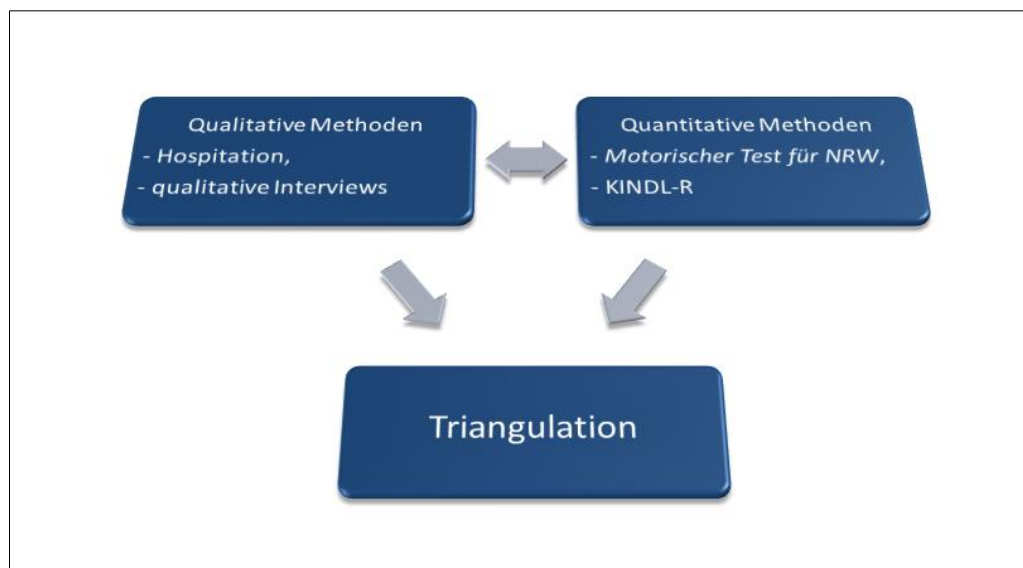 Qualitative Methoden
- Hospitation,
- qualitative Interviews
Quantitative Methoden
- Motorischer Test für NRW,
- KINDL-R
Triangulation